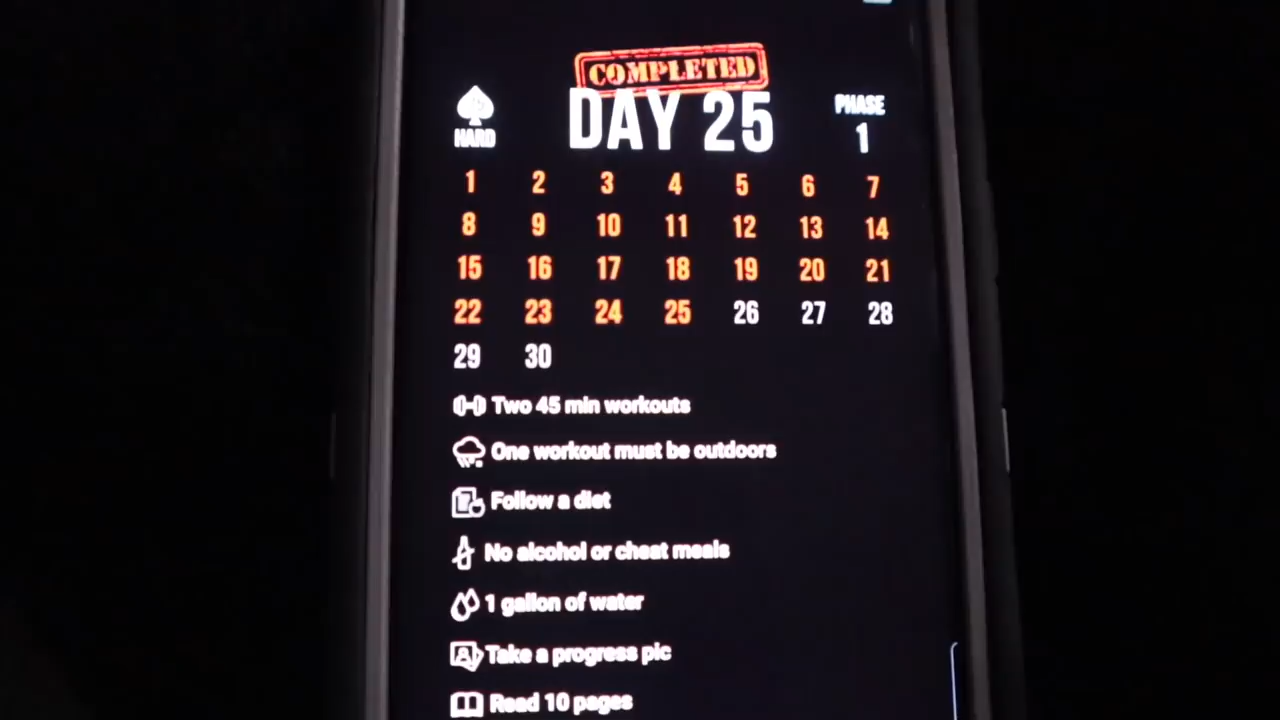 COMPLETED
HARD
DAY 25
PHASE
1
1 2 3 4 5 6 7
8 9 10 11 12 13 14
15 16 17 18 19 20 21
22 23 24 25 26 27 28
29 30
Two 45 min workouts
One workout must be outdoors
Follow a diet
No alcohol or cheat meals
1 gallon of water
Take a progress pic
Read 10 pages